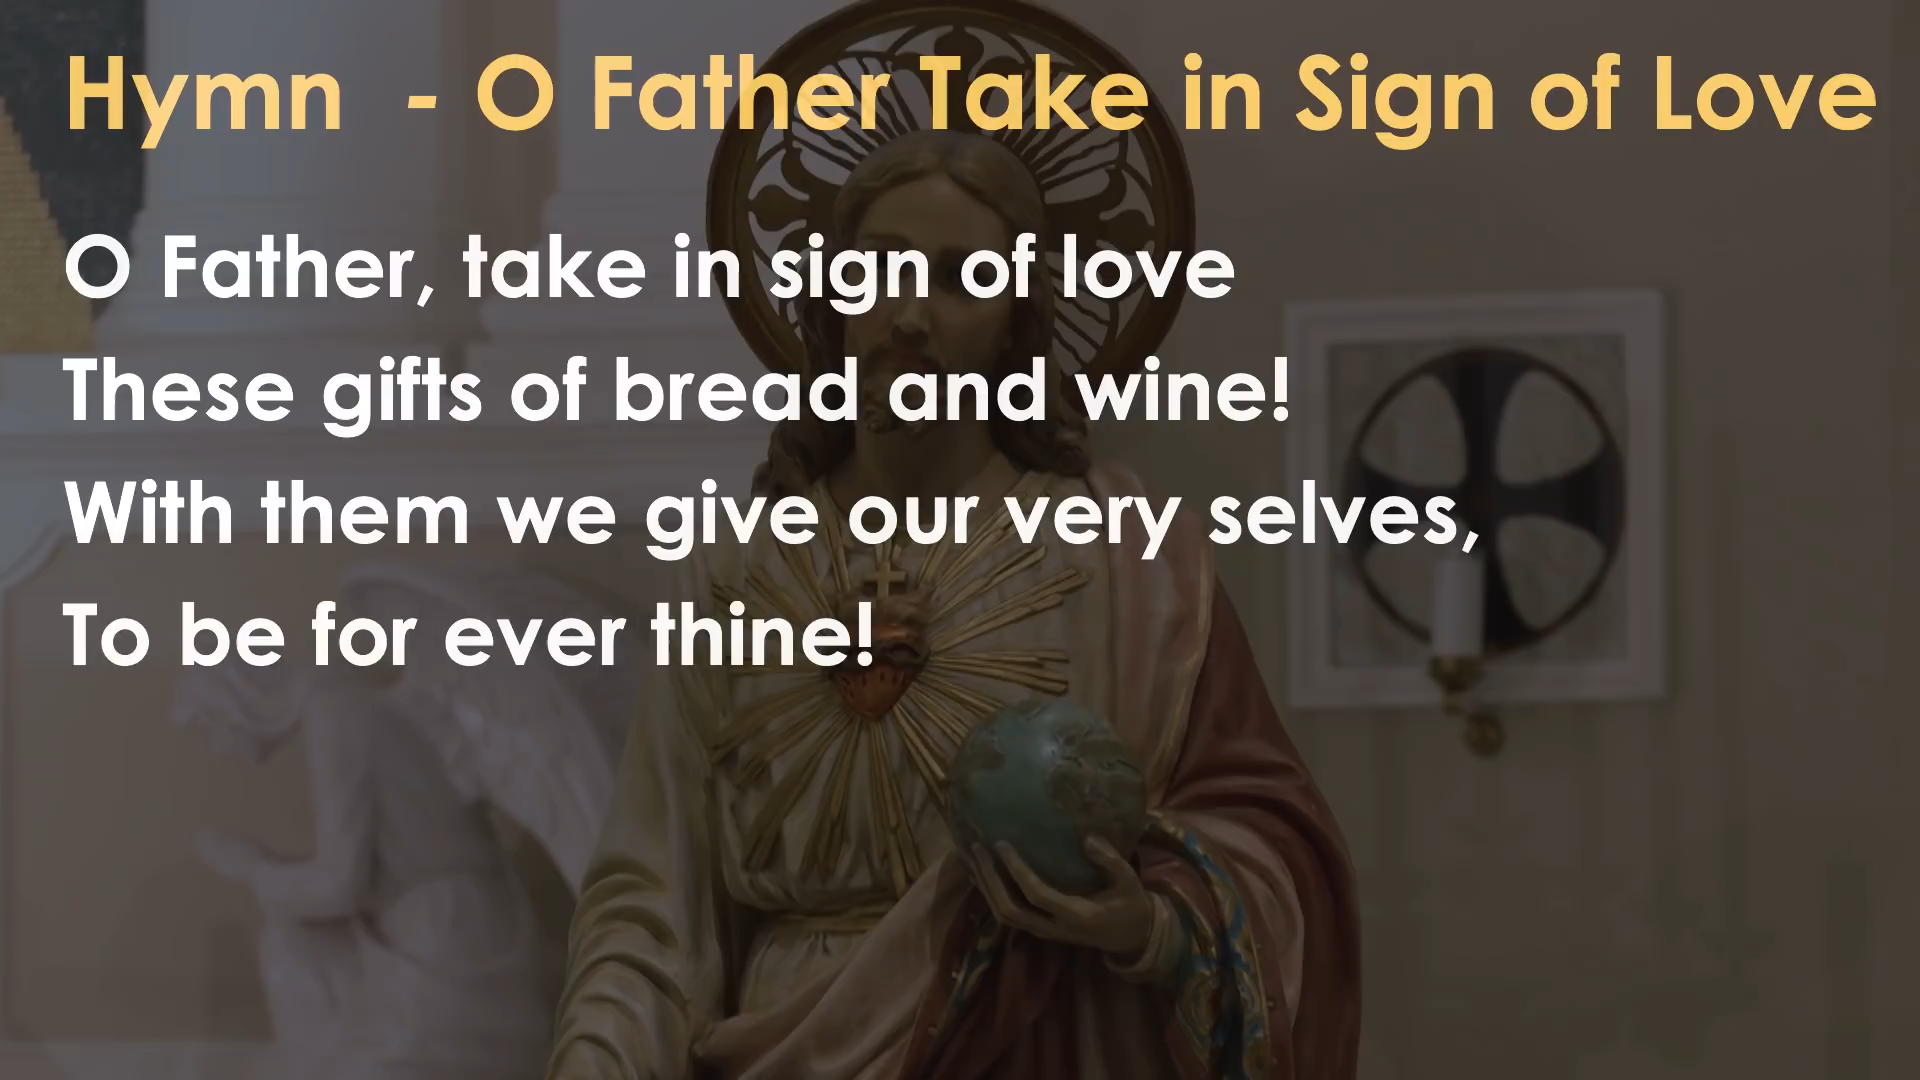 Hymn  - O Father Take in Sign of Love
O Father, take in sign of love
These gifts of bread and wine!
With them we give our very selves,
To be for ever thine!